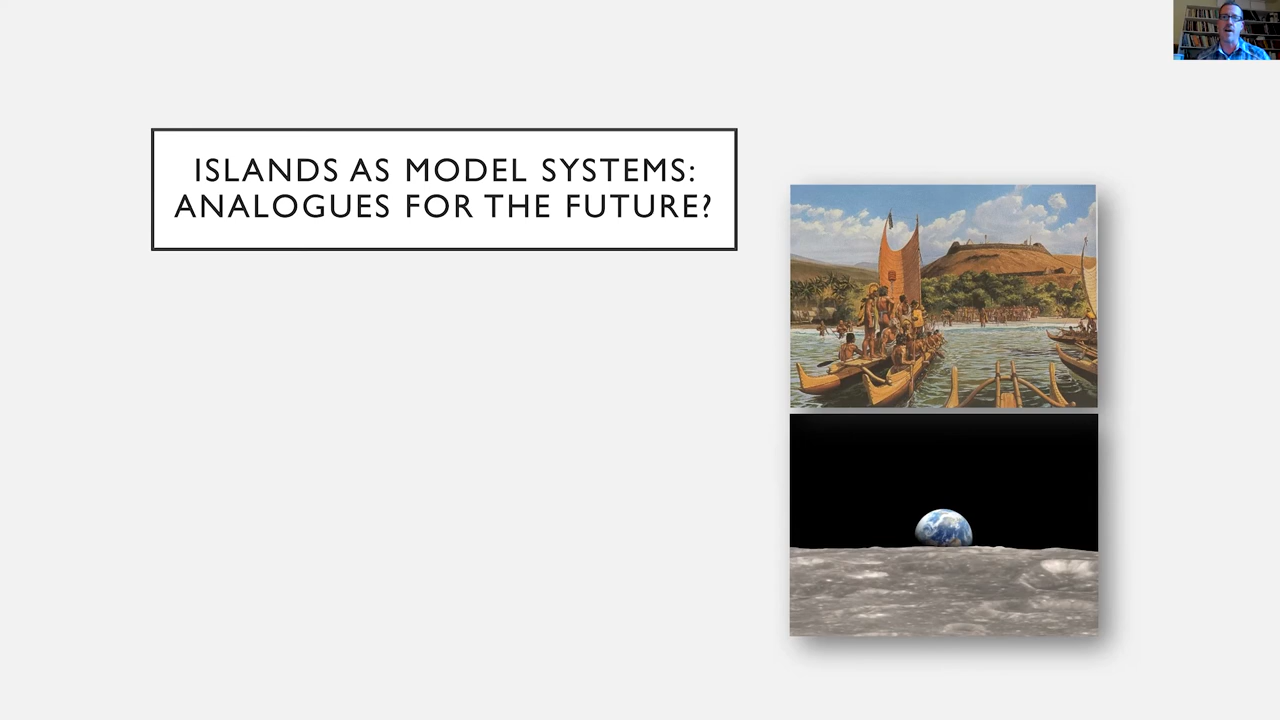 ISLANDS AS MODEL SYSTEMS:
ANALOGUES FOR THE FUTURE?